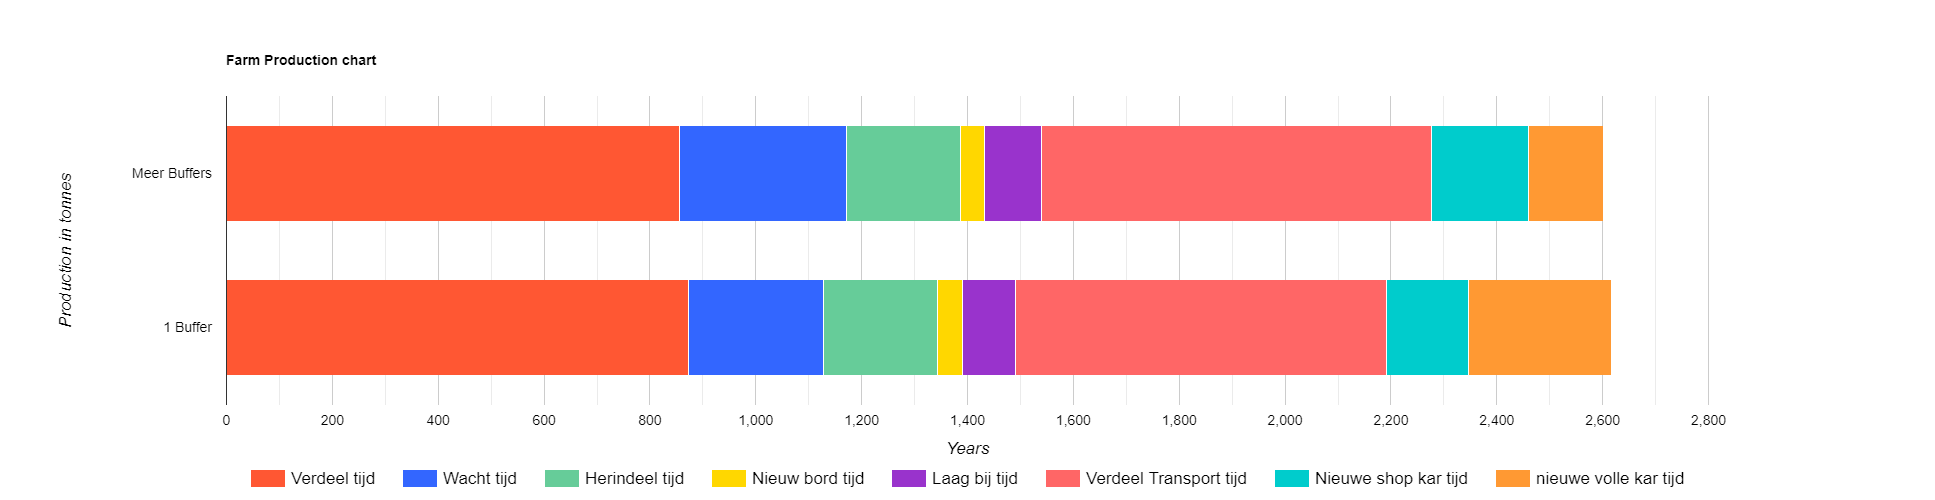 Farm Production chart
Production in tonnes
Meer Buffers
1 Buffer
0 200 400 600 800 1,000 1,200 1,400 1,600 1,800 2,000 2,200 2,400 2,600 2,800
Years
Verdeel tijd Wacht tijd Herindeel tijd Nieuw bord tijd Laag bij tijd Verdeel Transport tijd Nieuwe shop kar tijd nieuwe volle kar tijd